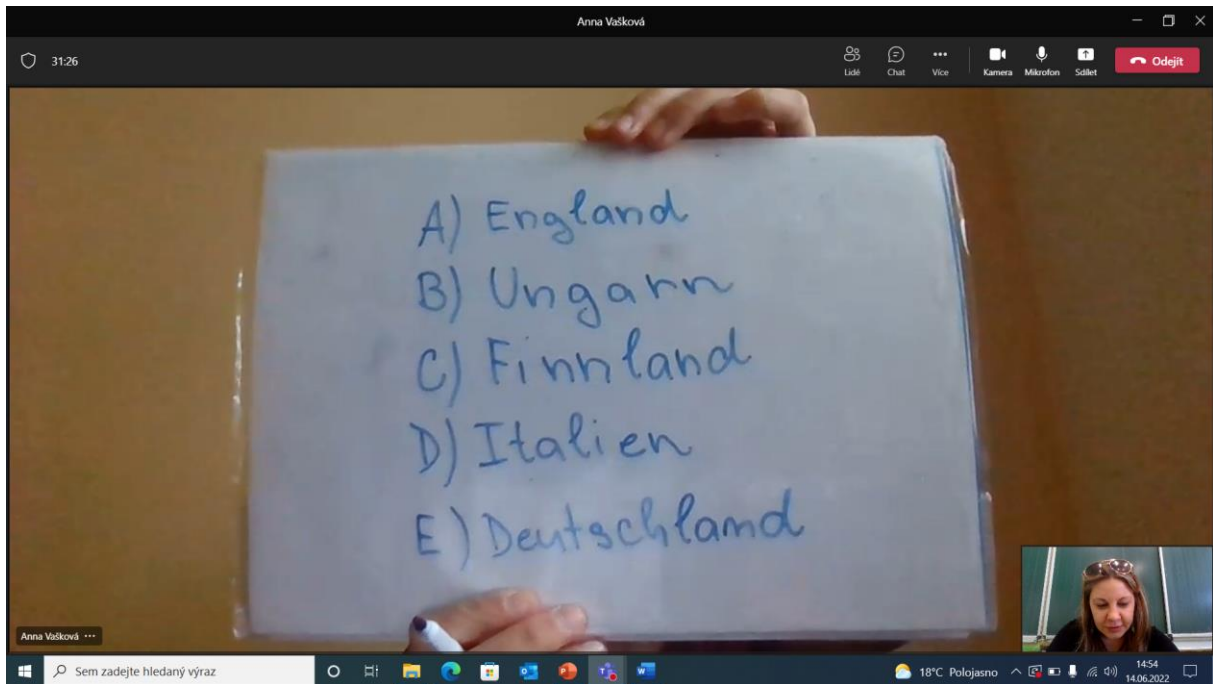 Anna Vašková
31:26
Lidé Chat Více Kamera Mikrofon Sdílet Odejít
A) England
B) Ungarn
C) Finnland
D) Italien
E) Deutschland
Anna Vašková
Sem zadejte hledaný výraz
18°C Polojasno
14:54
14.06.2022